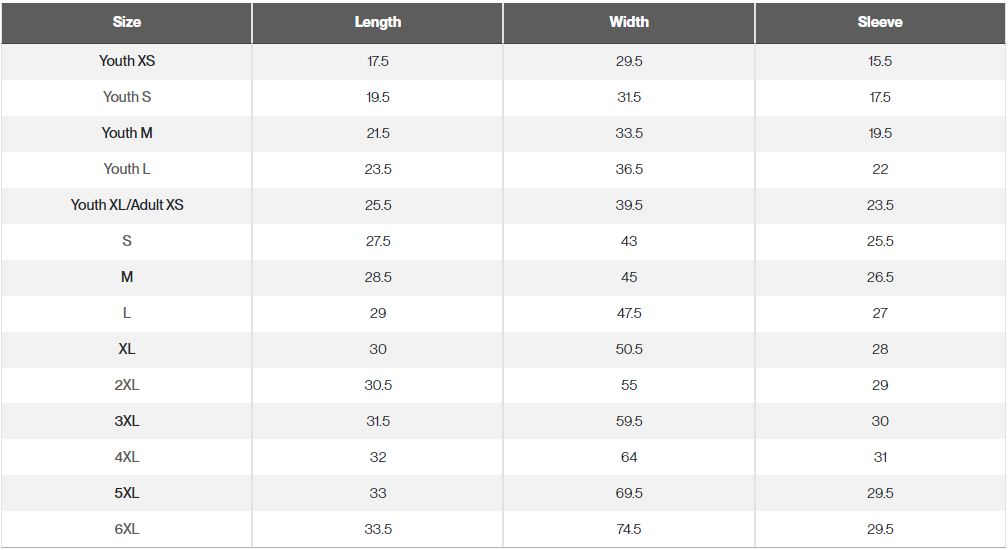 Size Length Width Sleeve
Youth XS 17.5 29.5 15.5
Youth S 19.5 31.5 17.5
Youth M 21.5 33.5 19.5
Youth L 23.5 36.5 22
Youth XL/Adult XS 25.5 39.5 23.5
S 27.5 43 25.5
M 28.5 45 26.5
L 29 47.5 27
XL 30 50.5 28
2XL 30.5 55 29
3XL 31.5 59.5 30
4XL 32 64 31
5XL 33 69.5 29.5
6XL 33.5 74.5 29.5